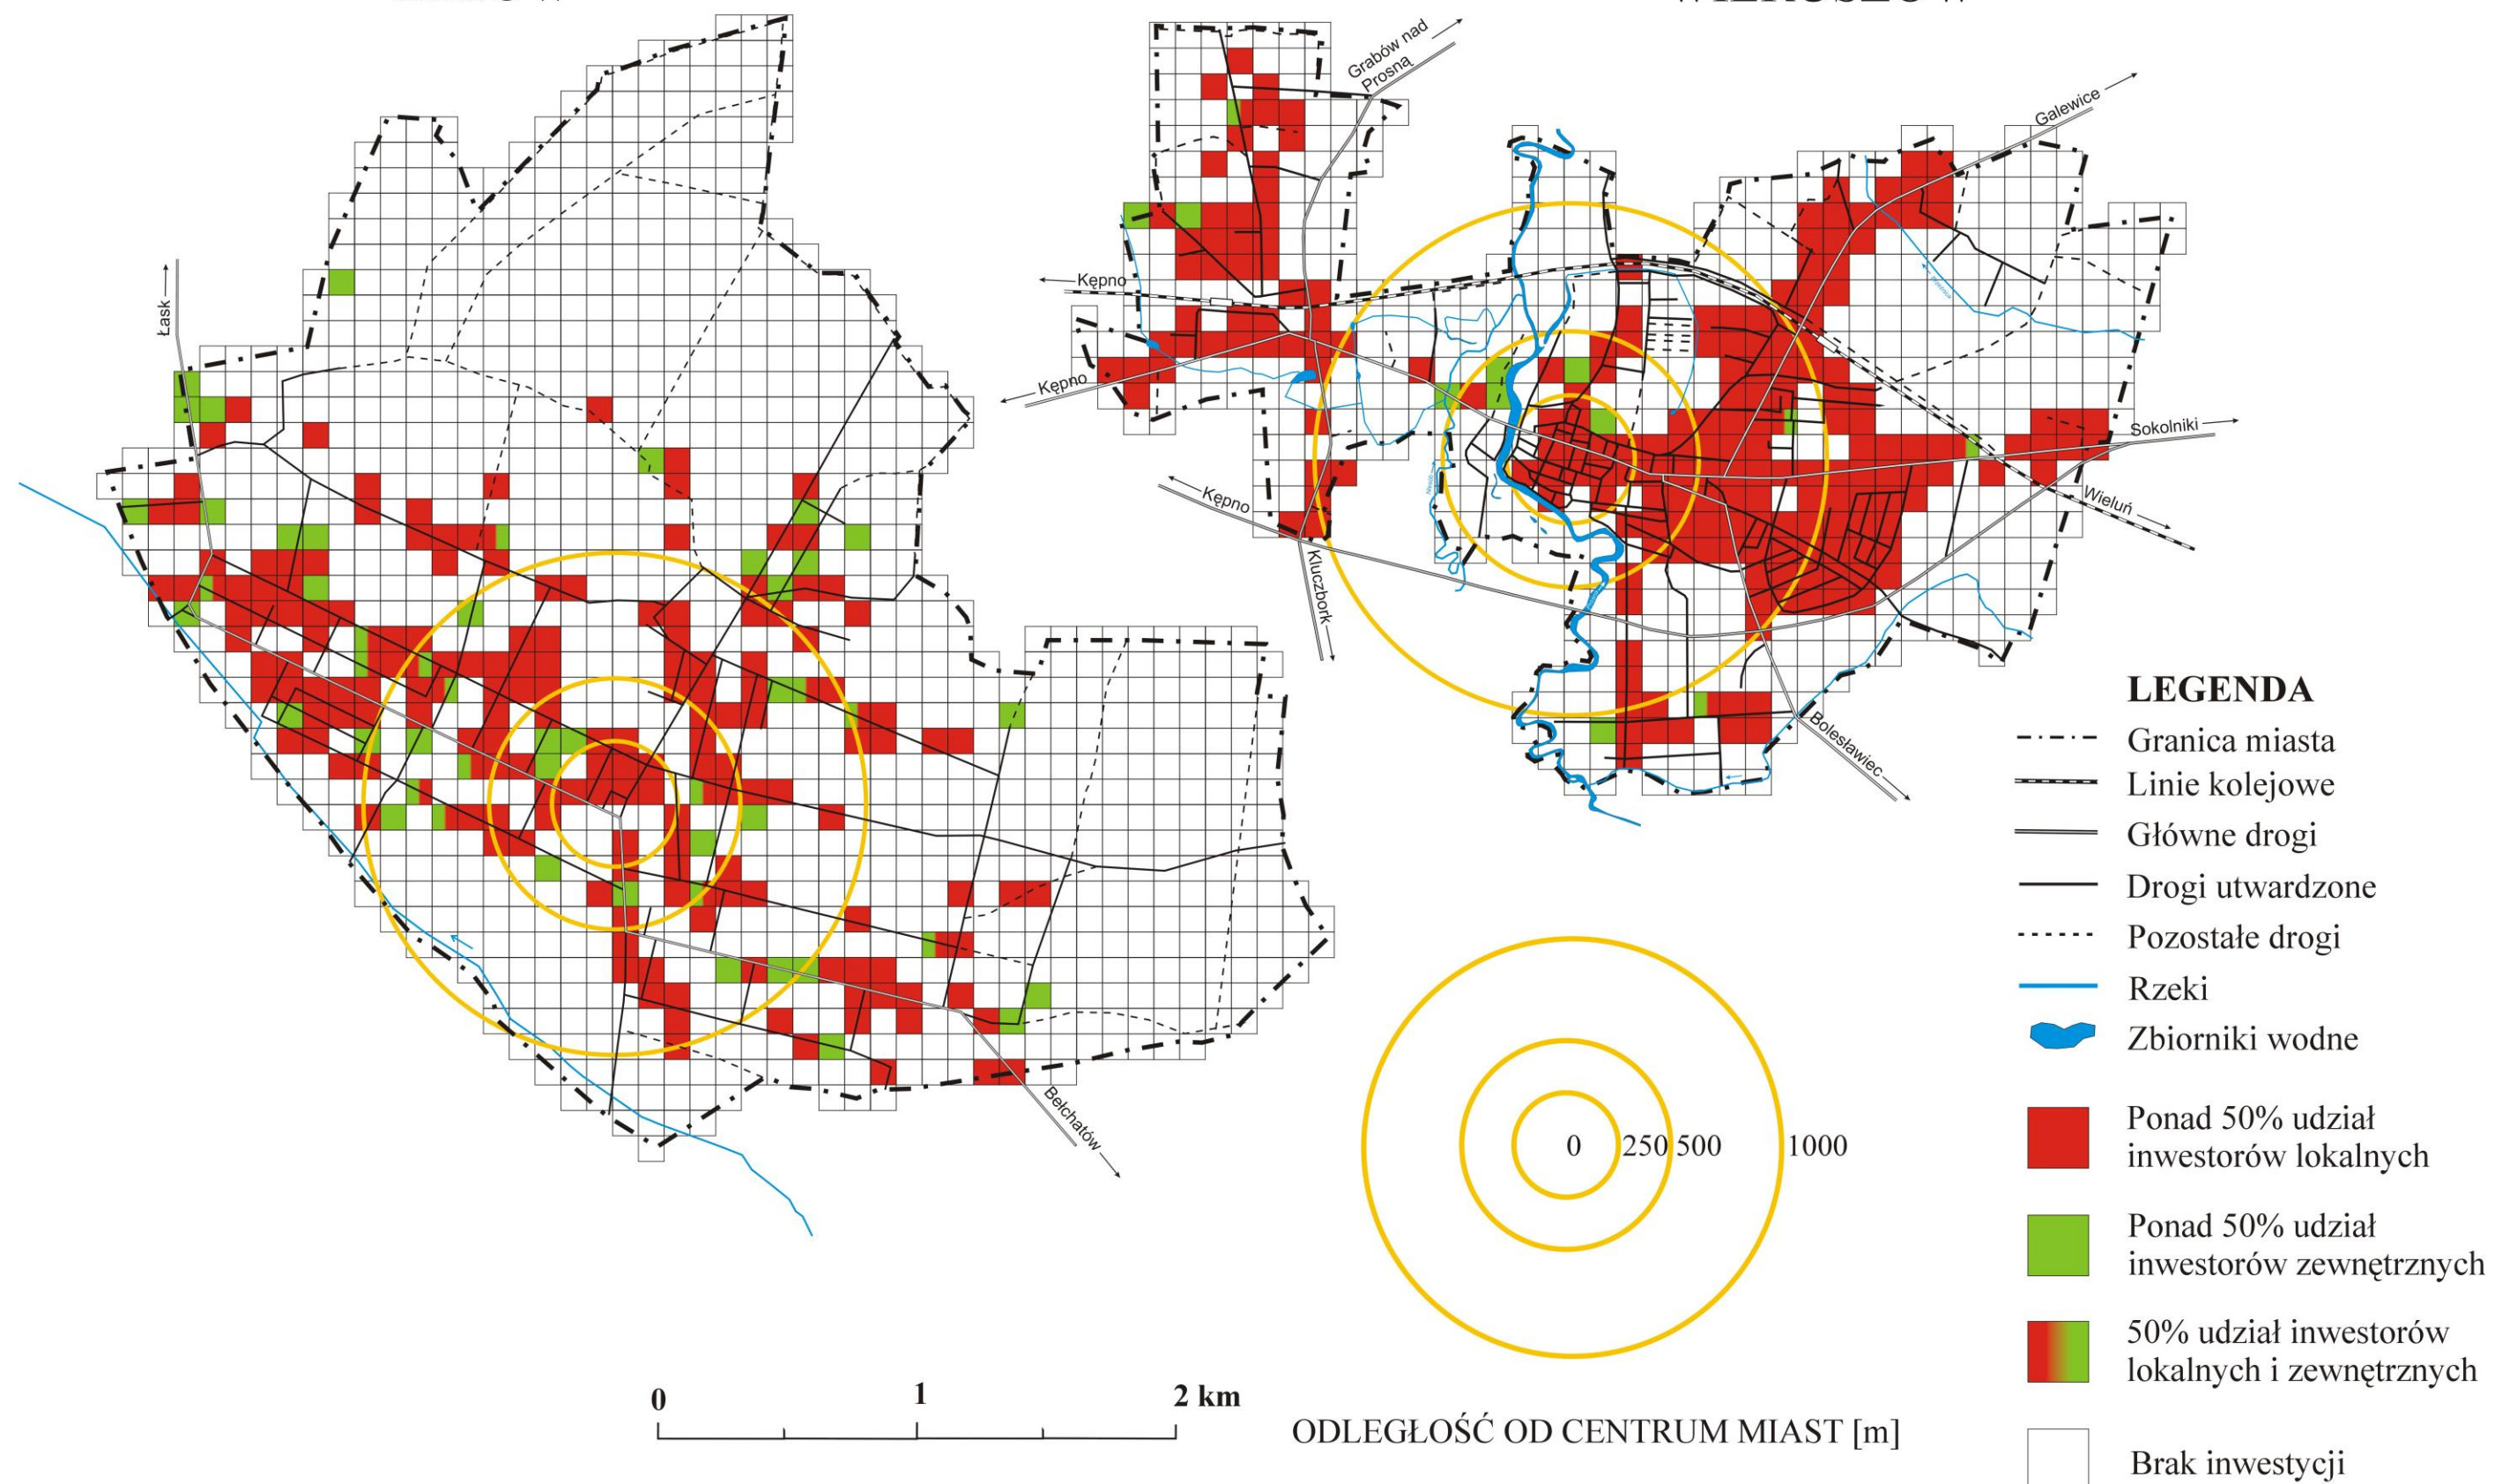 Łask
Bełchatów
Grabów nad
Prosną
Galewice
Kępno
Kępno
Kępno
Kluczbork
Sokolniki
Wieluń
Bolesławiec
LEGENDA
Granica miasta
Linie kolejowe
Główne drogi
Drogi utwardzone
Pozostałe drogi
Rzeki
Zbiorniki wodne
Ponad 50% udział
inwestorów lokalnych
Ponad 50% udział
inwestorów zewnętrznych
50% udział inwestorów
lokalnych i zewnętrznych
Brak inwestycji
0 250 500 1000
0 1 2 km
ODLEGŁOŚĆ OD CENTRUM MIAST [m]